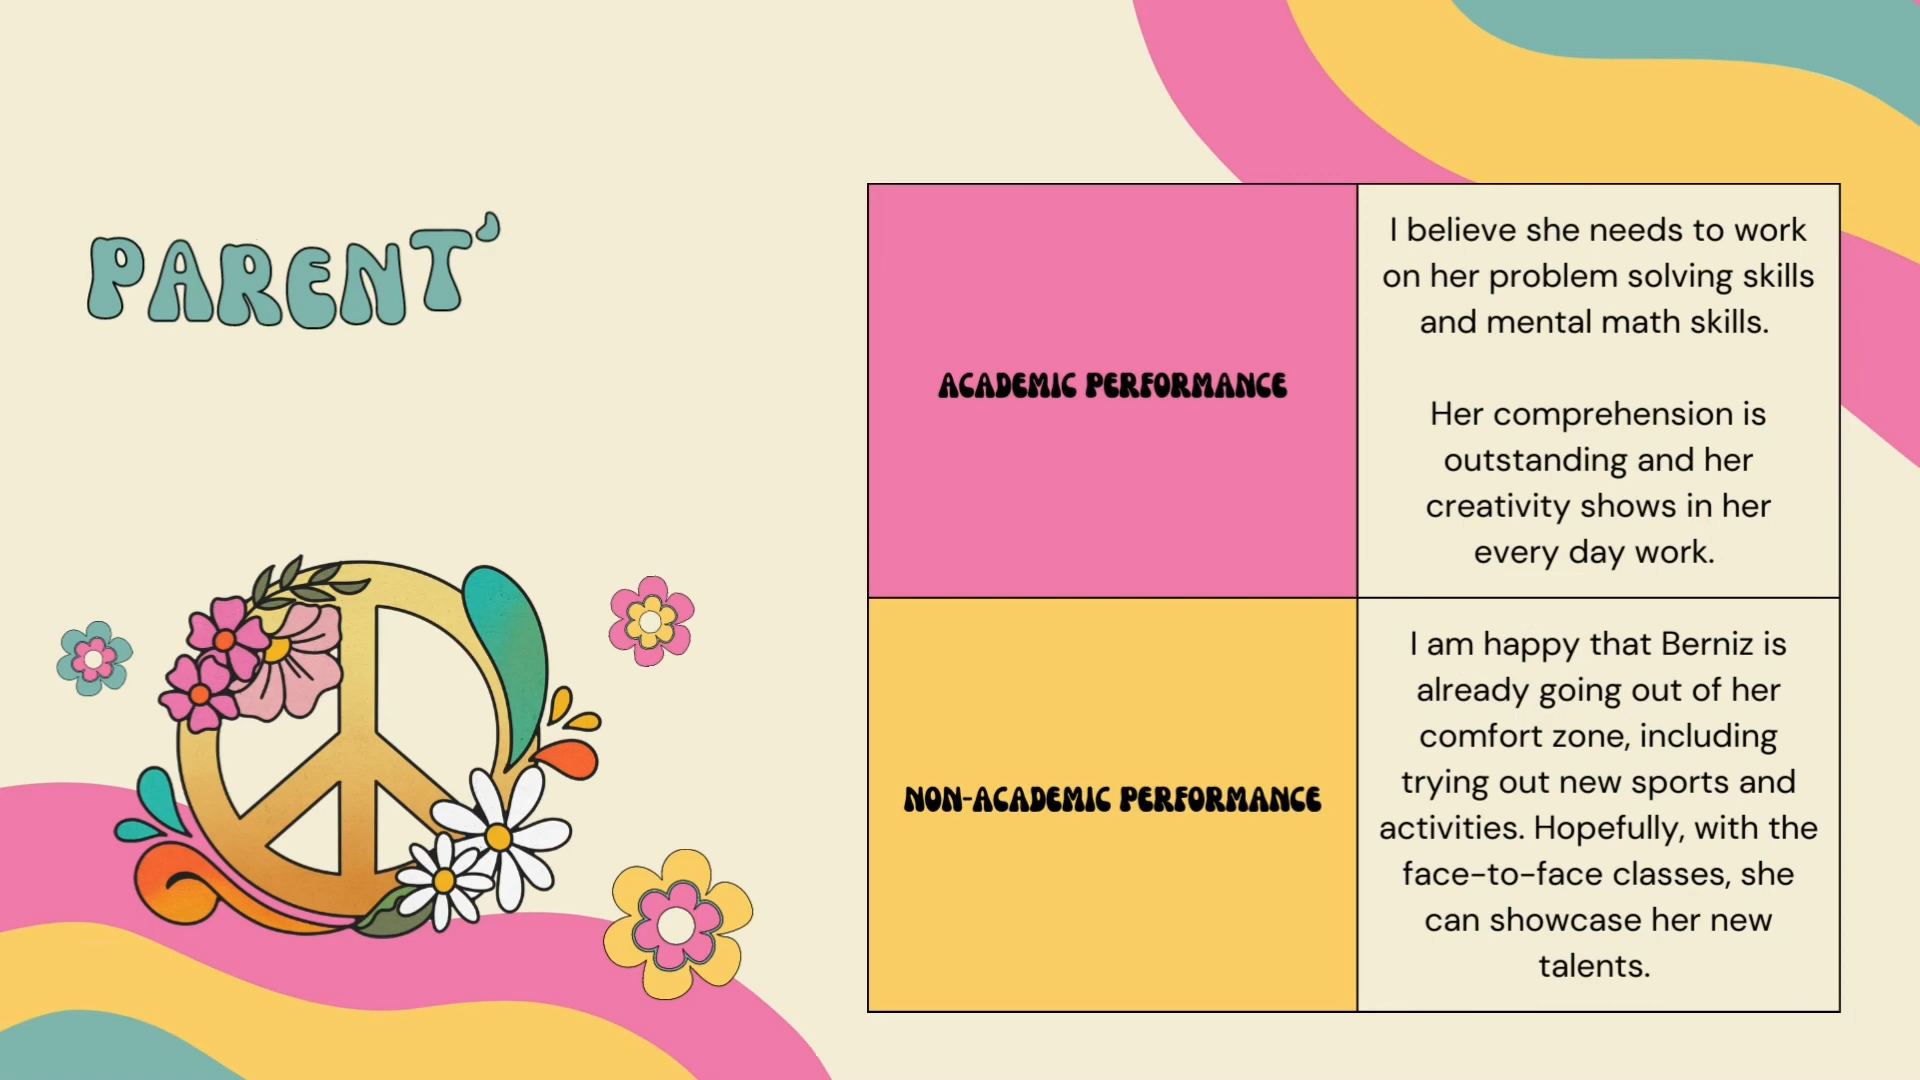 PARENT'
ACADEMIC PERFORMANCE
I believe she needs to work
on her problem solving skills
and mental math skills.
Her comprehension is
outstanding and her
creativity shows in her
every day work.
NON-ACADEMIC PERFORMANCE
I am happy that Berniz is
already going out of her
comfort zone, including
trying out new sports and
activities. Hopefully, with the
face-to-face classes, she
can showcase her new
talents.